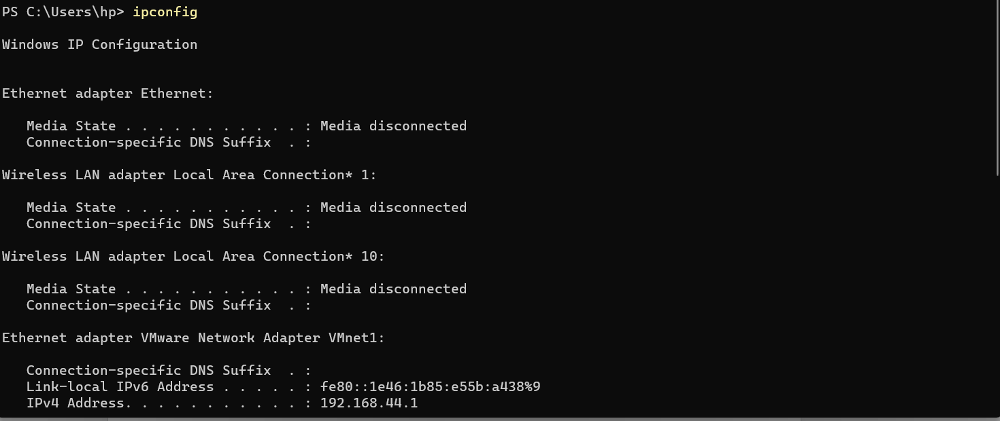 PS C:\Users\hp> ipconfig
Windows IP Configuration
Ethernet adapter Ethernet:
   Media State . . . . . . . . . . . : Media disconnected
   Connection-specific DNS Suffix  . :
Wireless LAN adapter Local Area Connection* 1:
   Media State . . . . . . . . . . . : Media disconnected
   Connection-specific DNS Suffix  . :
Wireless LAN adapter Local Area Connection* 10:
   Media State . . . . . . . . . . . : Media disconnected
   Connection-specific DNS Suffix  . :
Ethernet adapter VMware Network Adapter VMnet1:
   Connection-specific DNS Suffix  . :
   Link-local IPv6 Address . . . . . : fe80::1e46:1b85:e55b:a438%9
   IPv4 Address. . . . . . . . . . . : 192.168.44.1